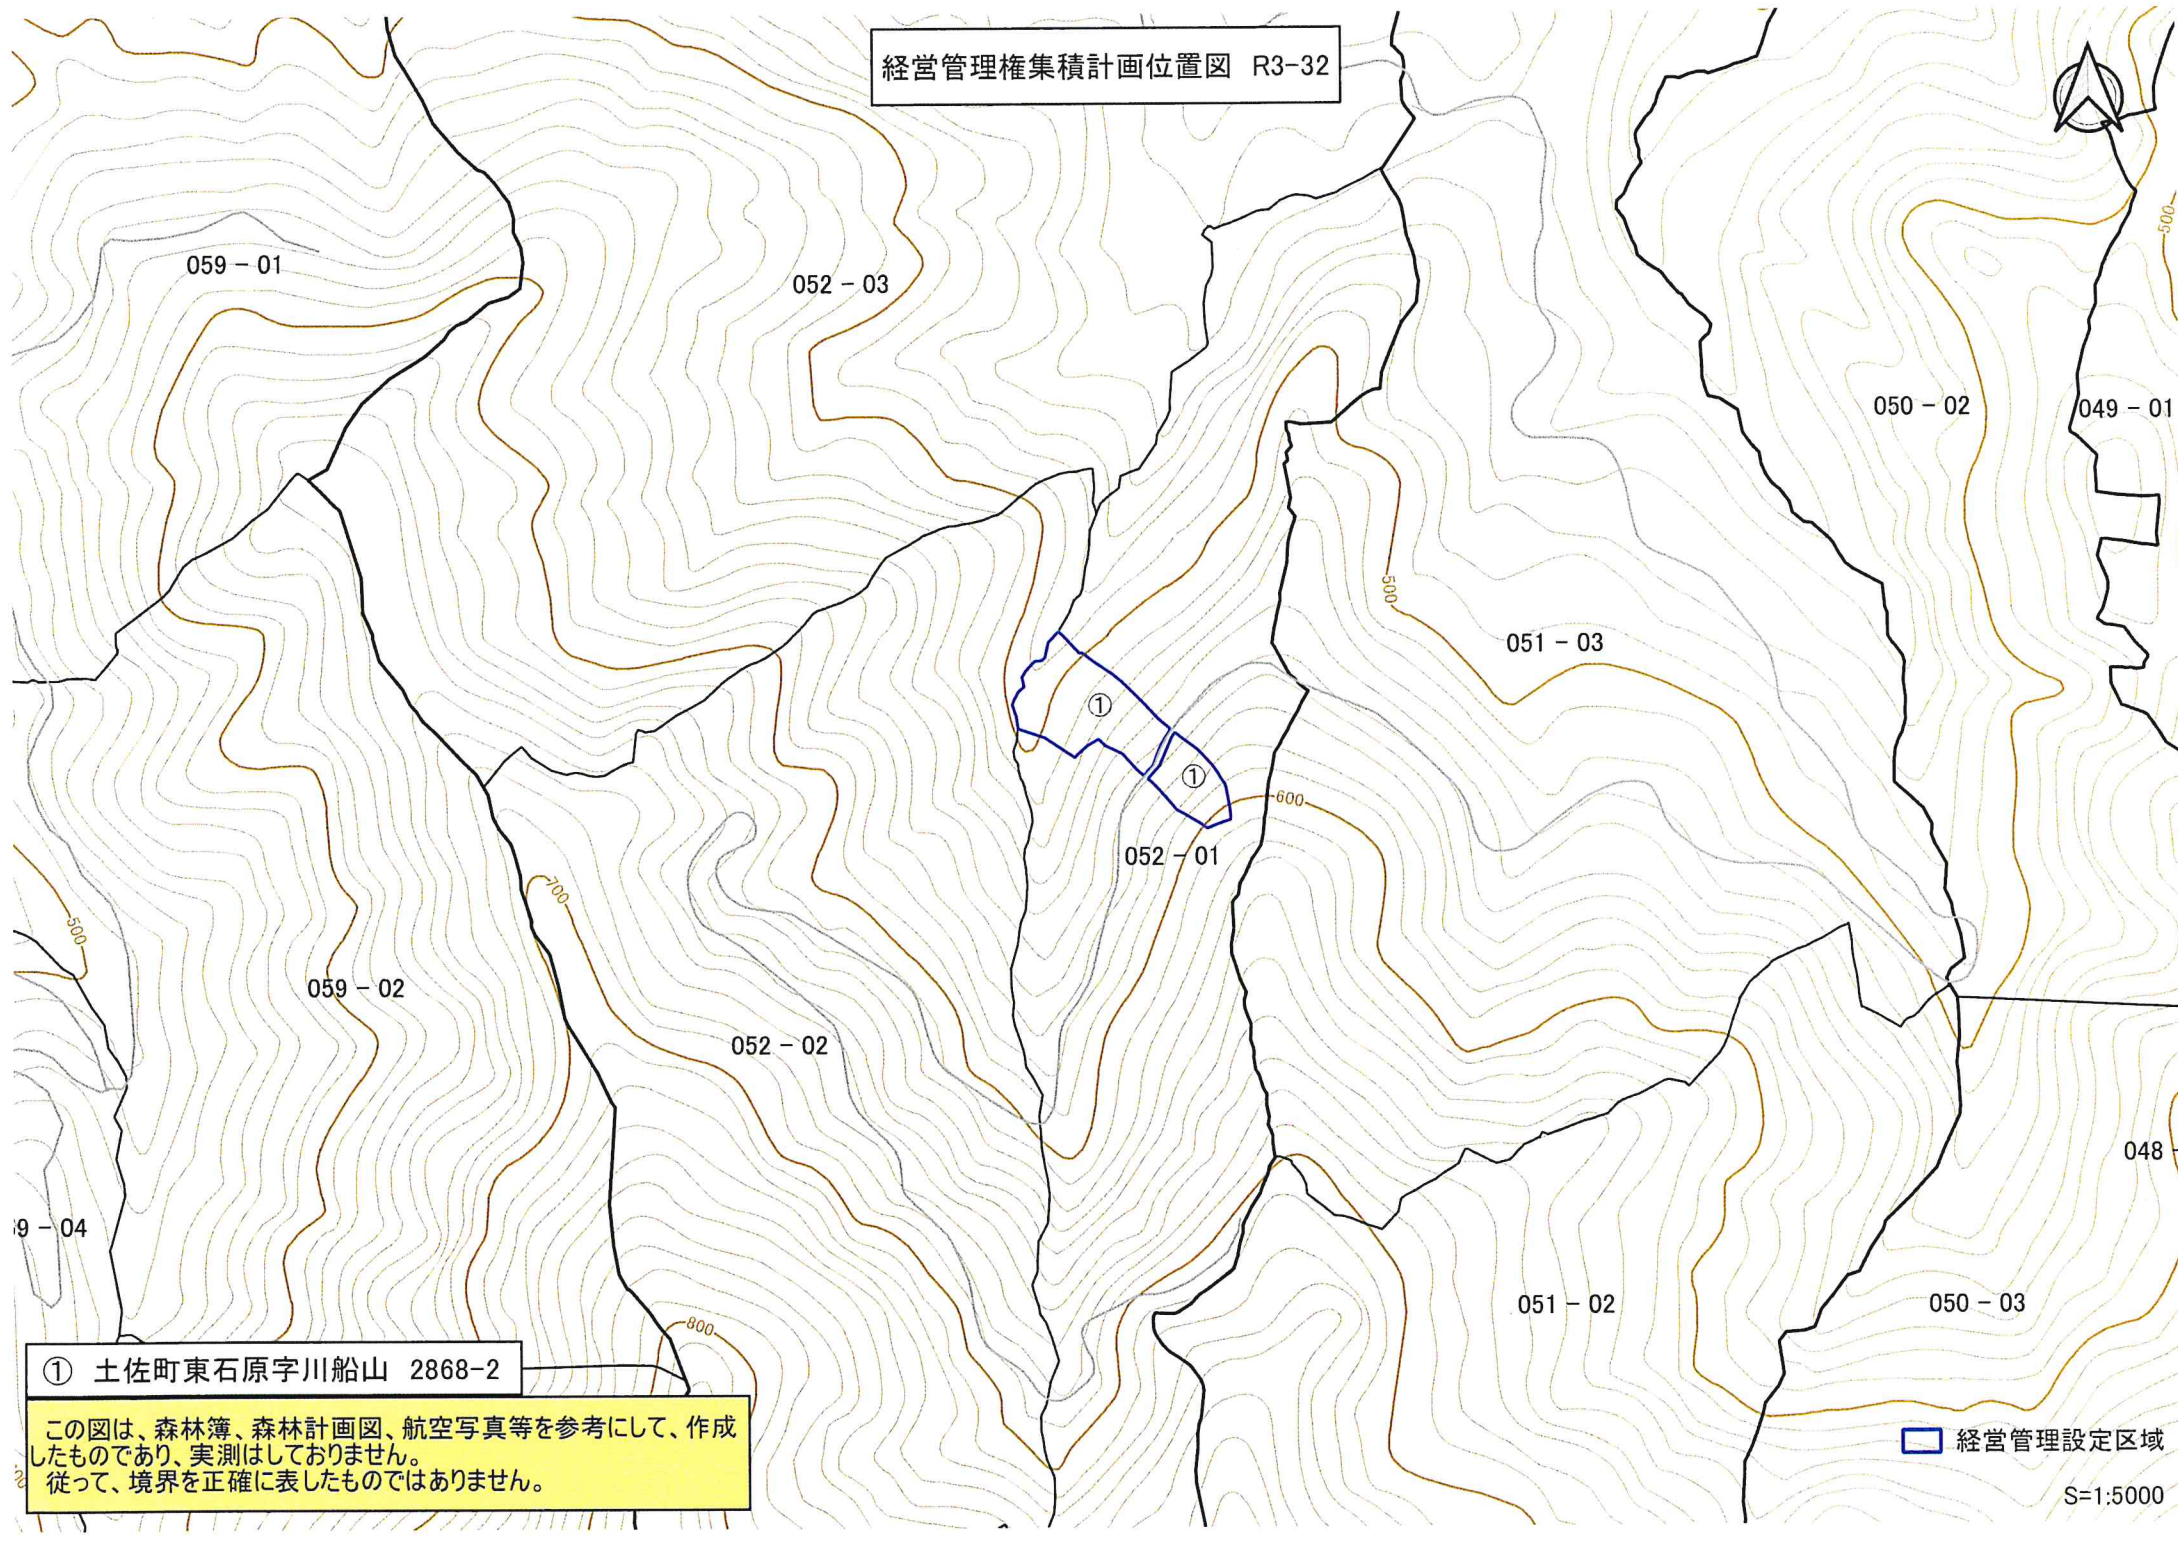 経営管理権集積計画位置図 R3-32
059 - 01
052 - 03
500
050 - 02
049 - 01
500
051 - 03
①
①
600
052 - 01
700
500
059 - 02
052 - 02
048 -
9 - 04
051 - 02
050 - 03
800
① 土佐町東石原字川船山 2868-2
この図は、森林簿、森林計画図、航空写真等を参考にして、作成
したものであり、実測はしておりません。
従って、境界を正確に表したものではありません。
経営管理設定区域
S=1:5000